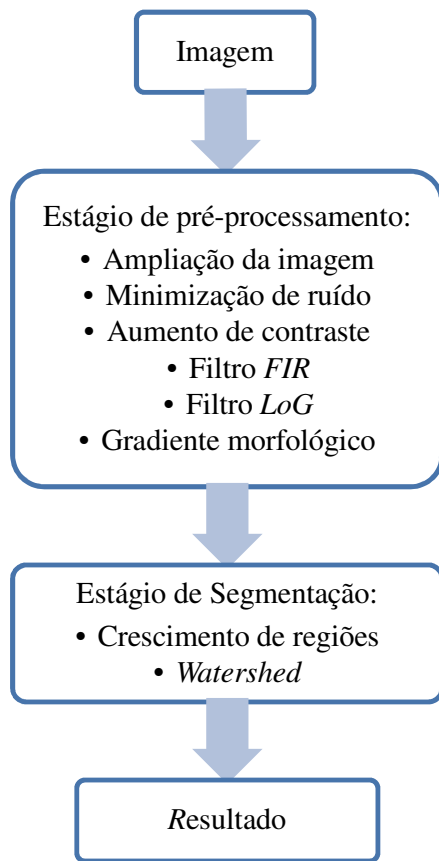 Imagem
Estágio de pré-processamento:
• Ampliação da imagem
• Minimização de ruído
• Aumento de contraste
• Filtro FIR
• Filtro LoG
• Gradiente morfológico
Estágio de Segmentação:
• Crescimento de regiões
• Watershed
Resultado